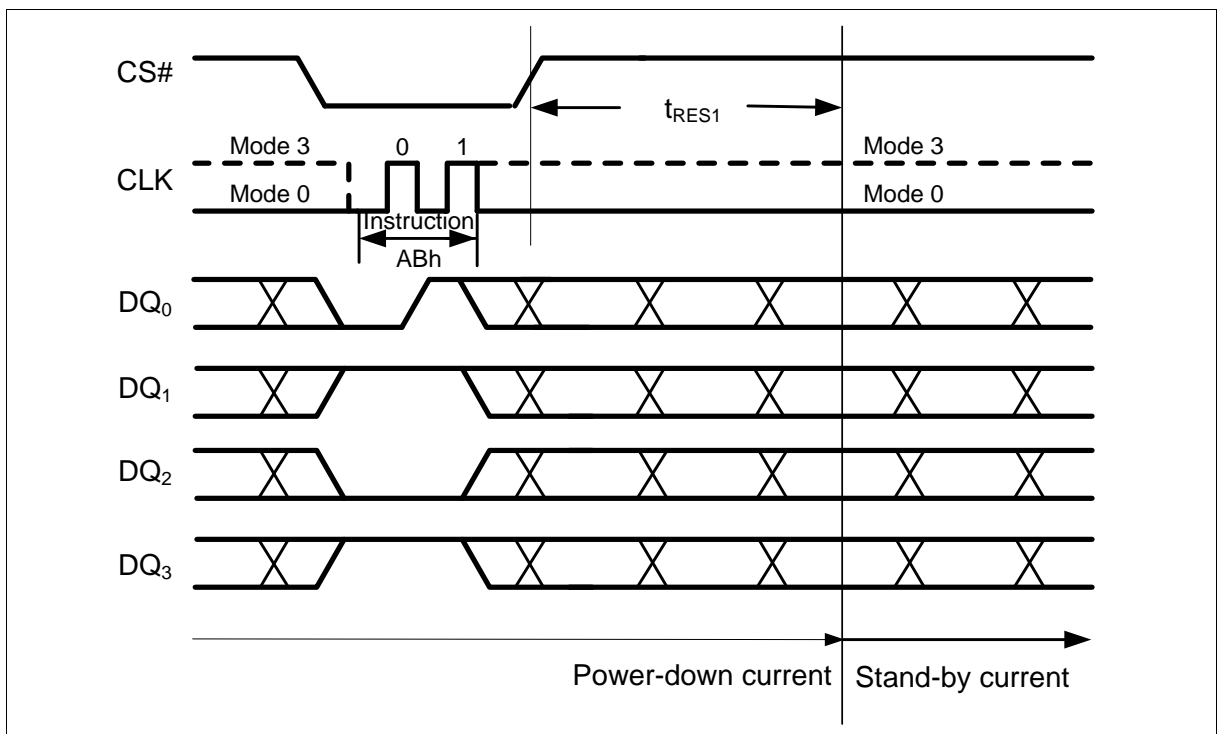 CS#
tRES1
Mode 3 0 1 Mode 3
CLK
Mode 0 Mode 0
Instruction
ABh
DQ0
DQ1
DQ2
DQ3
Power-down current Stand-by current